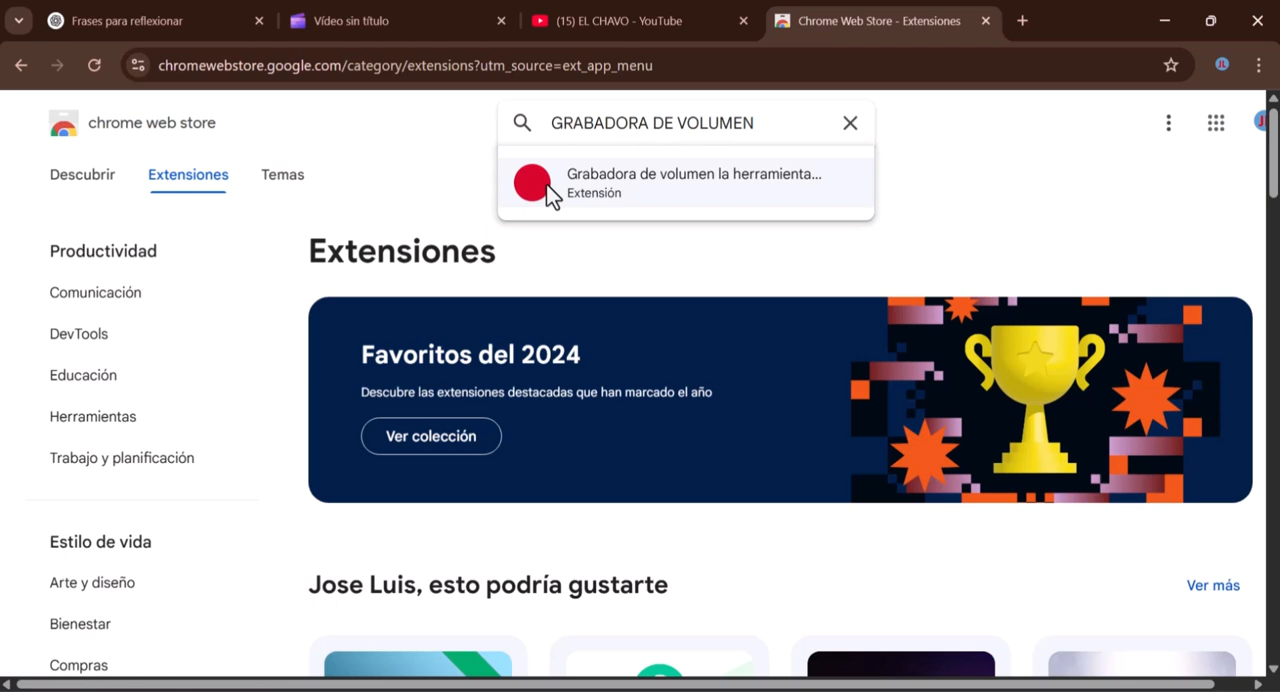 Frases para reflexionar
Vídeo sin título
(15) EL CHAVO - YouTube
Chrome Web Store - Extensiones
chromewebstore.google.com/category/extensions?utm_source=ext_app_menu
JL
chrome web store
GRABADORA DE VOLUMEN
Descubrir
Extensiones
Temas
Grabadora de volumen la herramienta...
Extensión
Productividad
Comunicación
DevTools
Educación
Herramientas
Trabajo y planificación
Estilo de vida
Arte y diseño
Bienestar
Compras
Extensiones
Favoritos del 2024
Descubre las extensiones destacadas que han marcado el año
Ver colección
Jose Luis, esto podría gustarte
Ver más